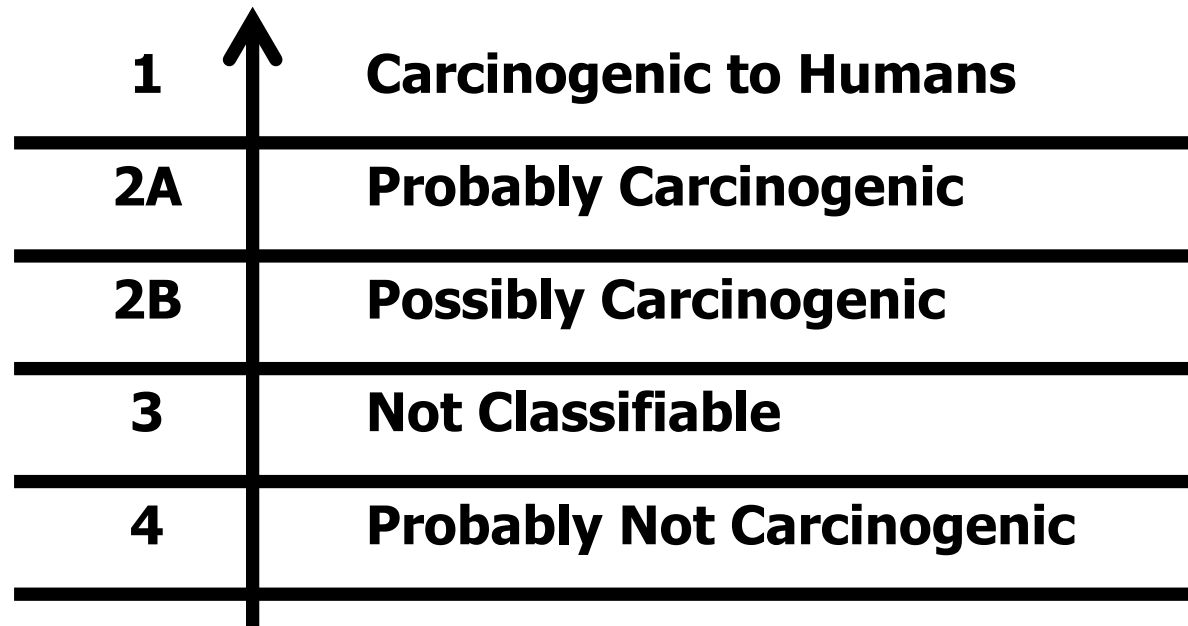 1 Carcinogenic to Humans
2A Probably Carcinogenic
2B Possibly Carcinogenic
3 Not Classifiable
4 Probably Not Carcinogenic